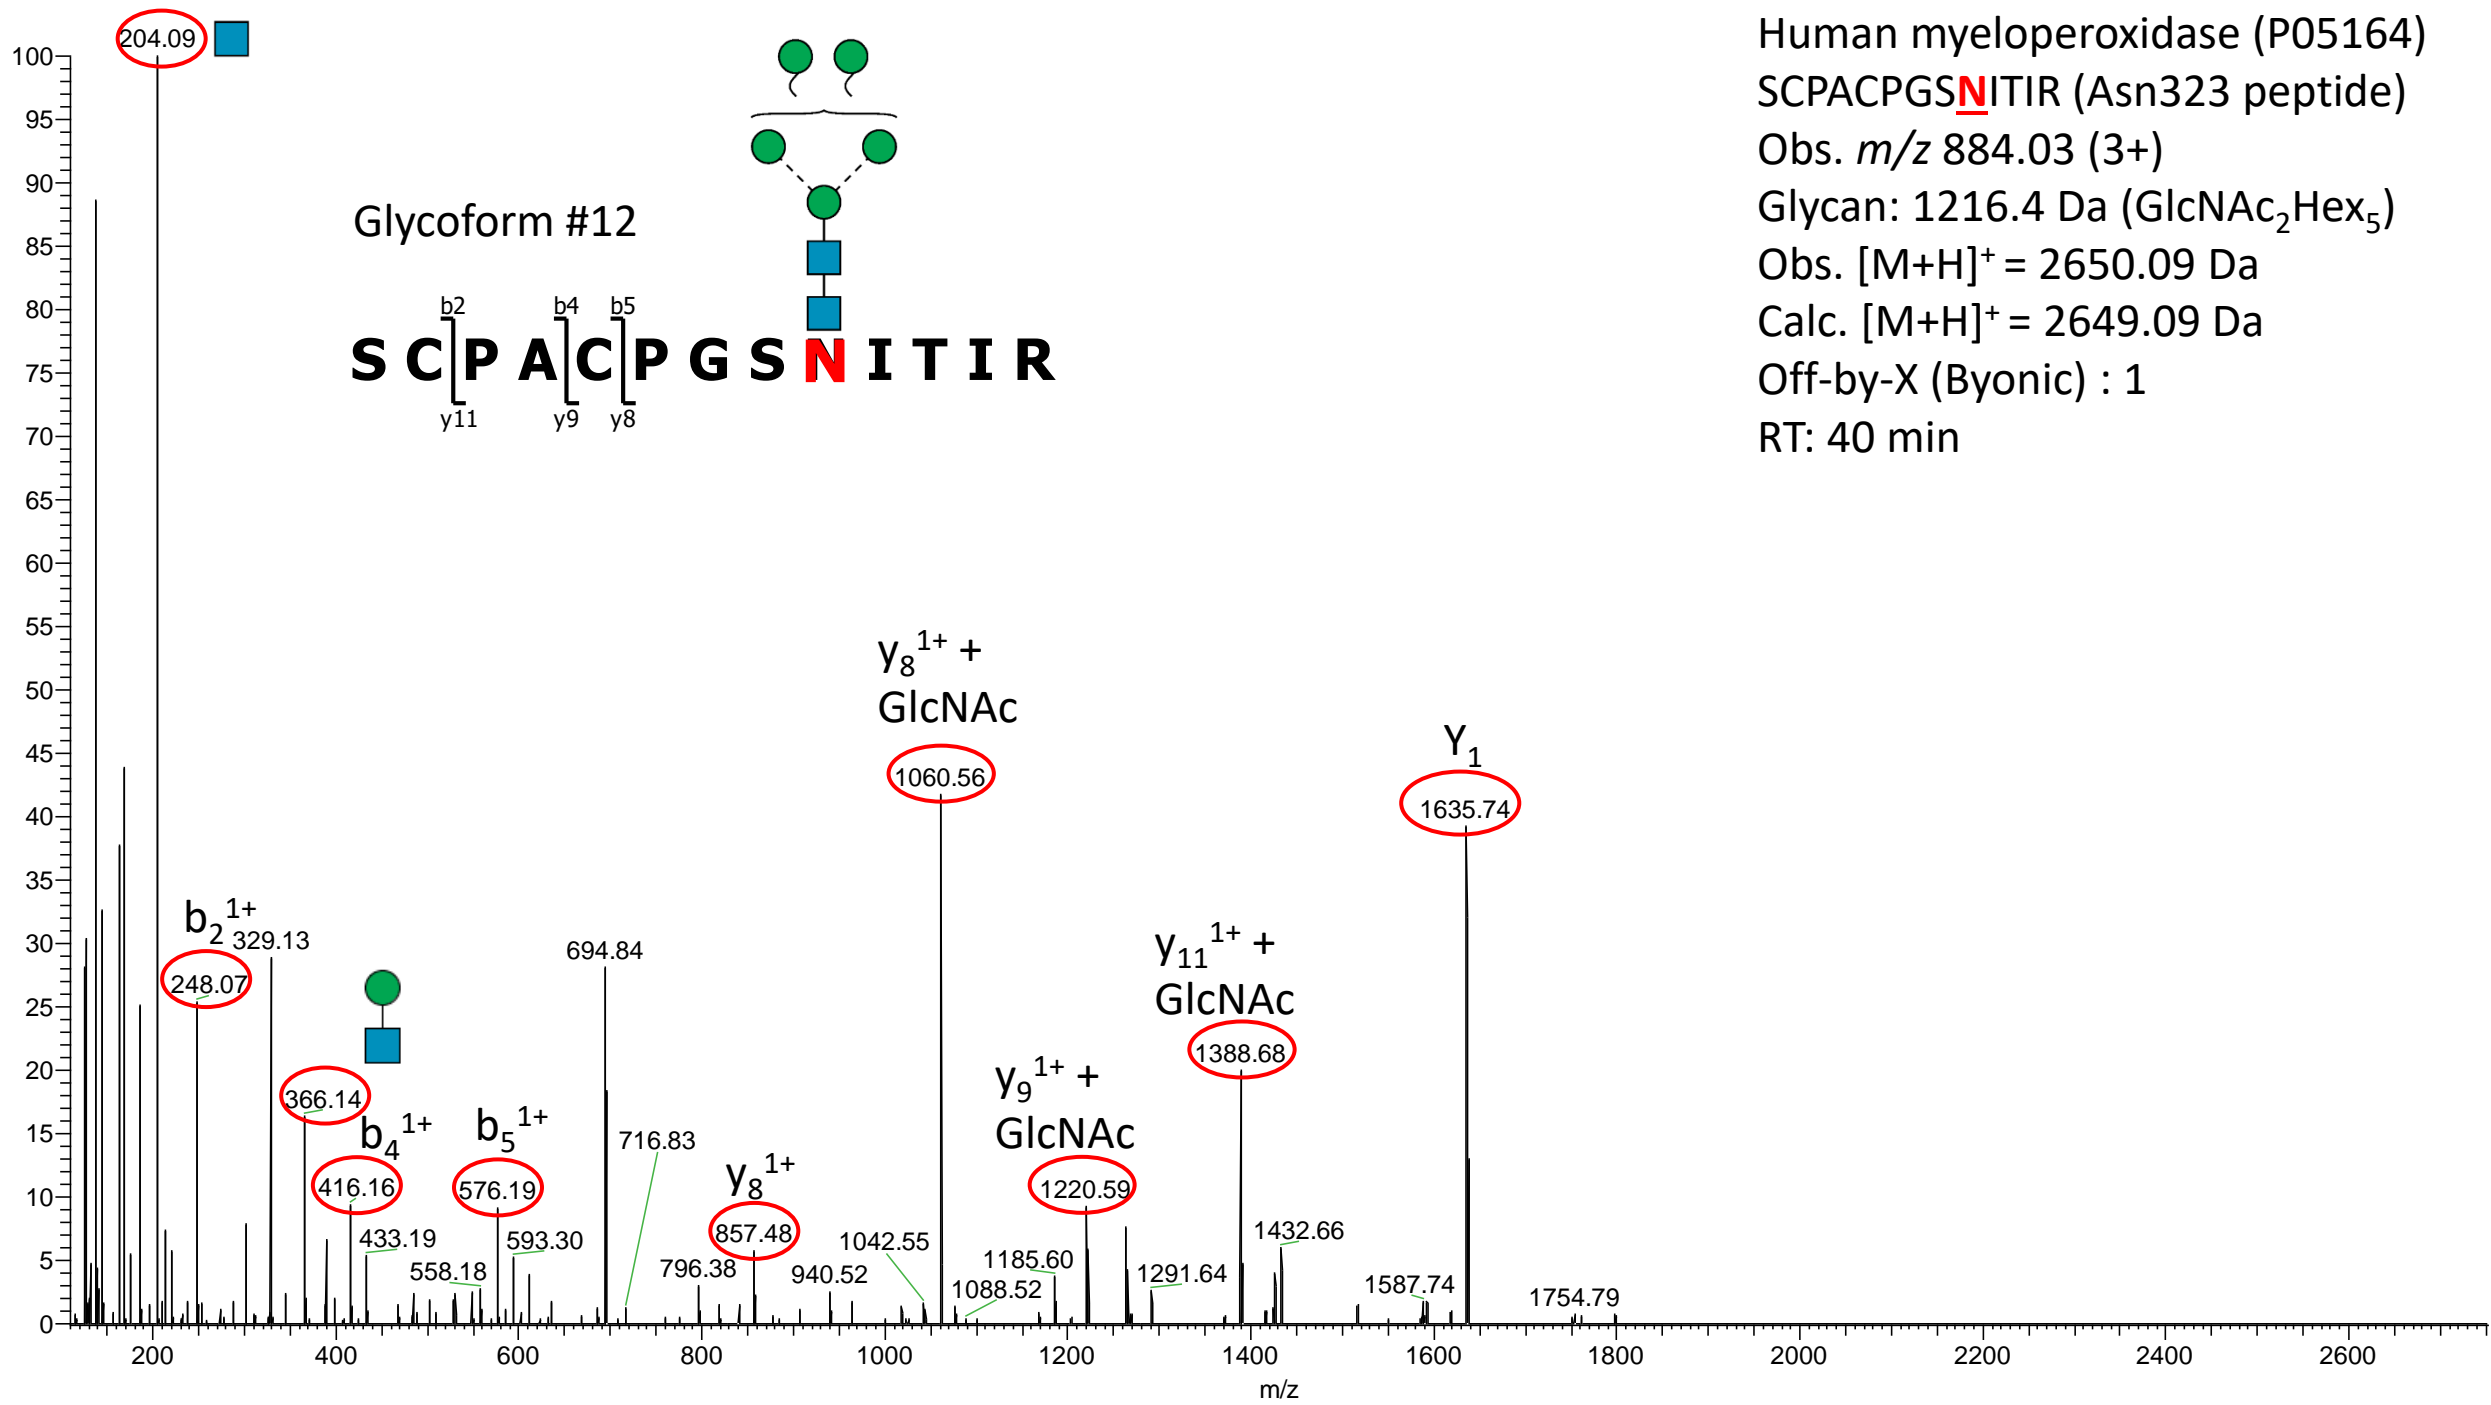 204.09
Human myeloperoxidase (P05164)
SCPACPGSNITIR (Asn323 peptide)
Obs. m/z 884.03 (3+)
Glycan: 1216.4 Da (GlcNAc2Hex5)
Obs. [M+H]+ = 2650.09 Da
Calc. [M+H]+ = 2649.09 Da
Off-by-X (Byonic) : 1
RT: 40 min
Glycoform #12
b2 b4 b5
S C P A C P G S N I T I R
y11 y9 y8
y8 1+ +
GlcNAc
1060.56
Y1
1635.74
b2 1+
248.07
329.13
366.14
b4 1+
416.16
433.19
b5 1+
576.19
558.18
593.30
694.84
716.83
y8 1+
857.48
796.38
940.52
1042.55
1088.52
y9 1+ +
GlcNAc
1220.59
1185.60
1291.64
y11 1+ +
GlcNAc
1388.68
1432.66
1587.74
1754.79
100
95
90
85
80
75
70
65
60
55
50
45
40
35
30
25
20
15
10
5
0
200 400 600 800 1000 1200 1400 1600 1800 2000 2200 2400 2600
m/z